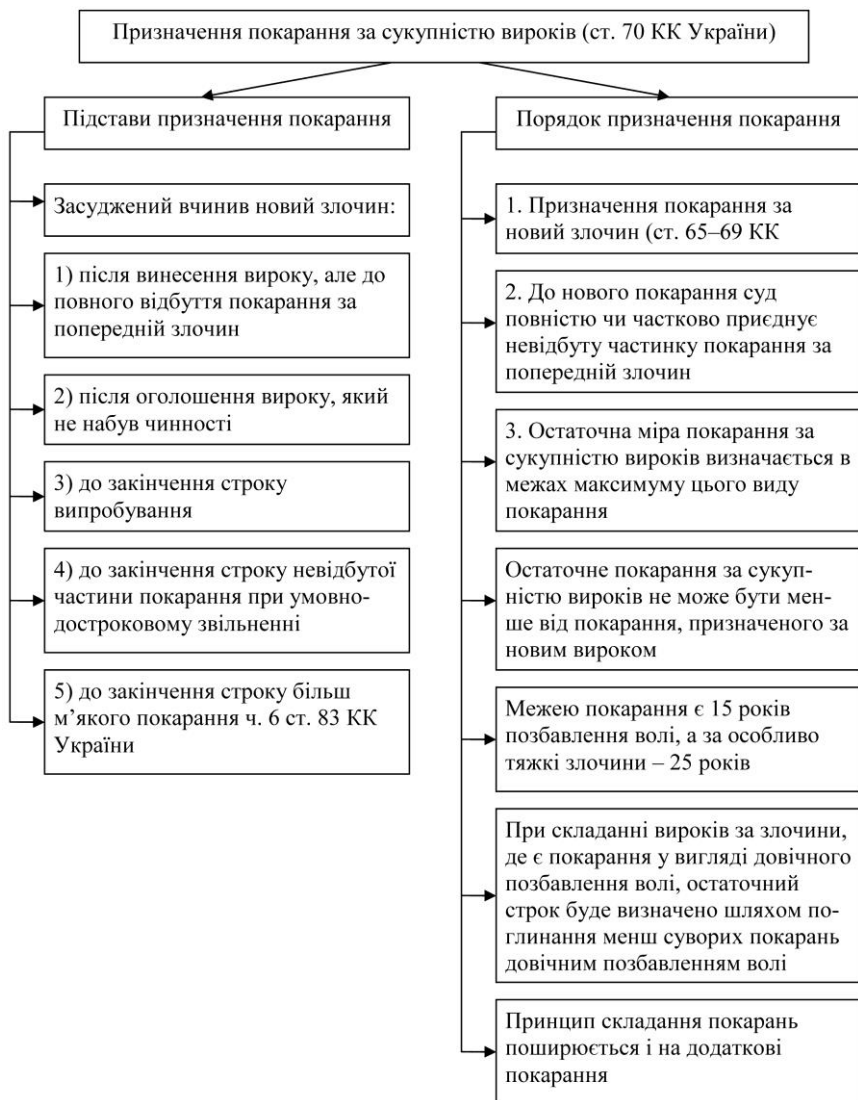 Призначення покарання за сукупністю вироків (ст. 70 КК України)
Підстави призначення покарання
Засуджений вчинив новий злочин:
1) після винесення вироку, але до
повного відбуття покарання за
попередній злочин
2) після оголошення вироку, який
не набув чинності
3) до закінчення строку
випробування
4) до закінчення строку невідбутої
частини покарання при умовно-
достроковому звільненні
5) до закінчення строку більш
м’якого покарання ч. 6 ст. 83 КК
України
Порядок призначення покарання
1. Призначення покарання за
новий злочин (ст. 65–69 КК
2. До нового покарання суд
повністю чи частково приєднує
невідбуту частинку покарання за
попередній злочин
3. Остаточна міра покарання за
сукупністю вироків визначається в
межах максимуму цього виду
покарання
Остаточне покарання за сукуп-
ністю вироків не може бути мен-
ше від покарання, призначеного за
новим вироком
Межею покарання є 15 років
позбавлення волі, а за особливо
тяжкі злочини – 25 років
При складанні вироків за злочини,
де є покарання у вигляді довічного
позбавлення волі, остаточний
строк буде визначено шляхом по-
глинання менш суворих покарань
довічним позбавленням волі
Принцип складання покарань
поширюється і на додаткові
покарання